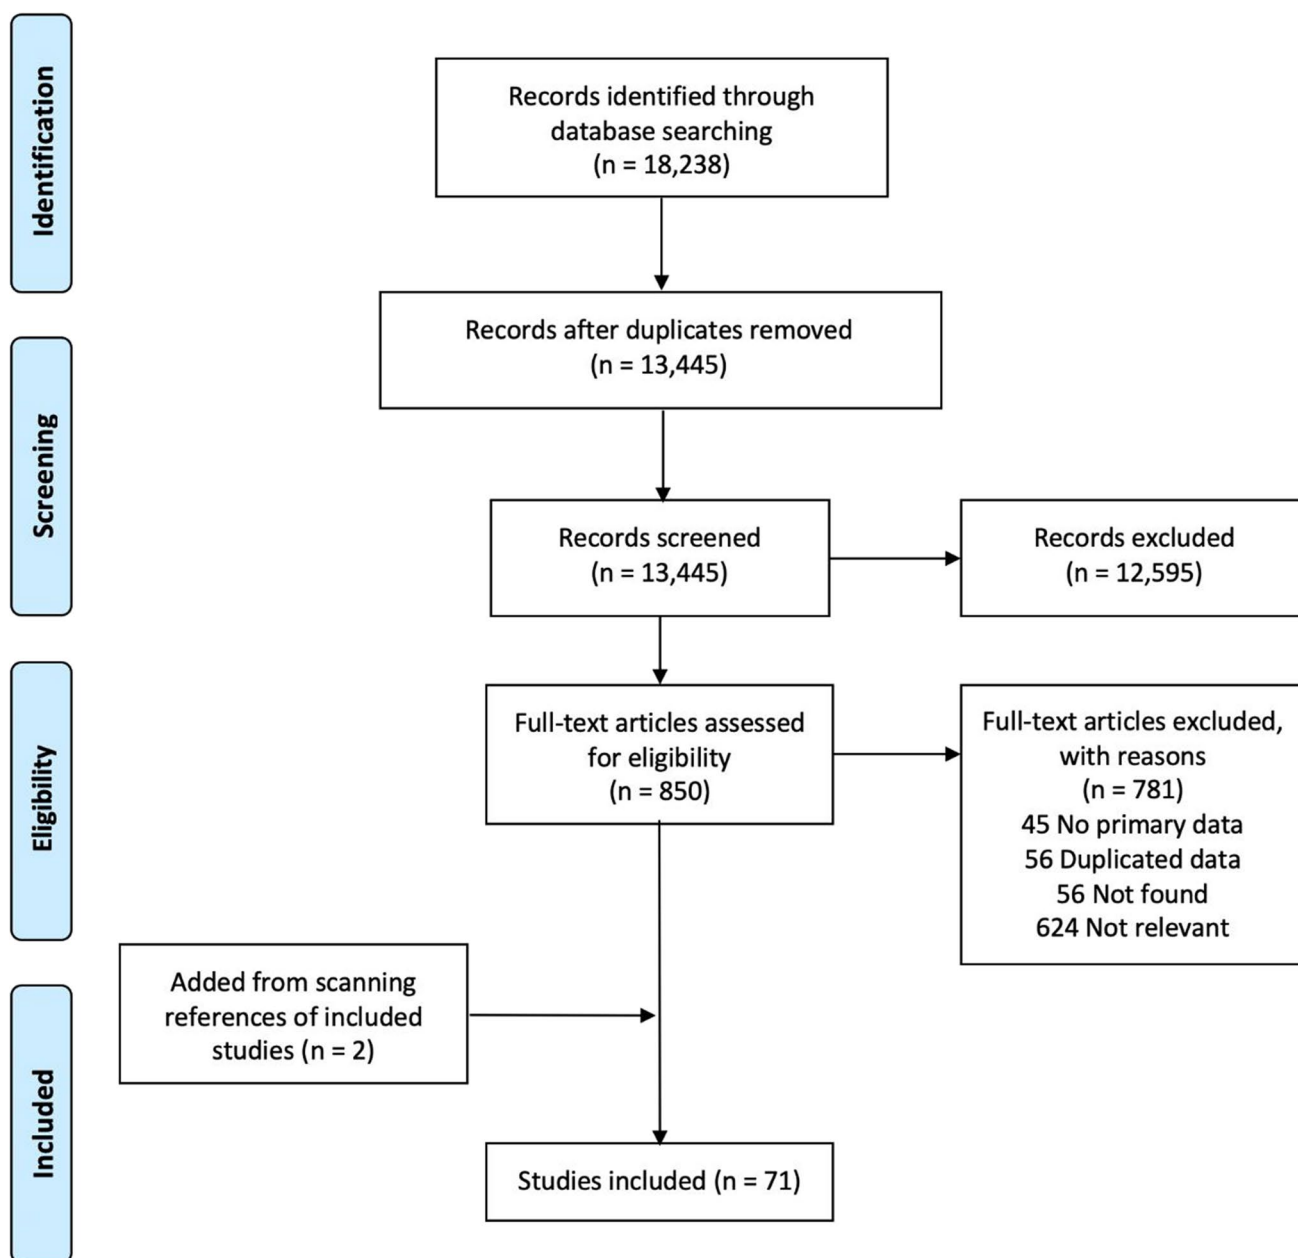 Identification
Records identified through
database searching
(n = 18,238)
Records after duplicates removed
(n = 13,445)
Screening
Records screened
(n = 13,445)
Records excluded
(n = 12,595)
Eligibility
Full-text articles assessed
for eligibility
(n = 850)
Full-text articles excluded,
with reasons
(n = 781)
45 No primary data
56 Duplicated data
56 Not found
624 Not relevant
Included
Added from scanning
references of included
studies (n = 2)
Studies included (n = 71)